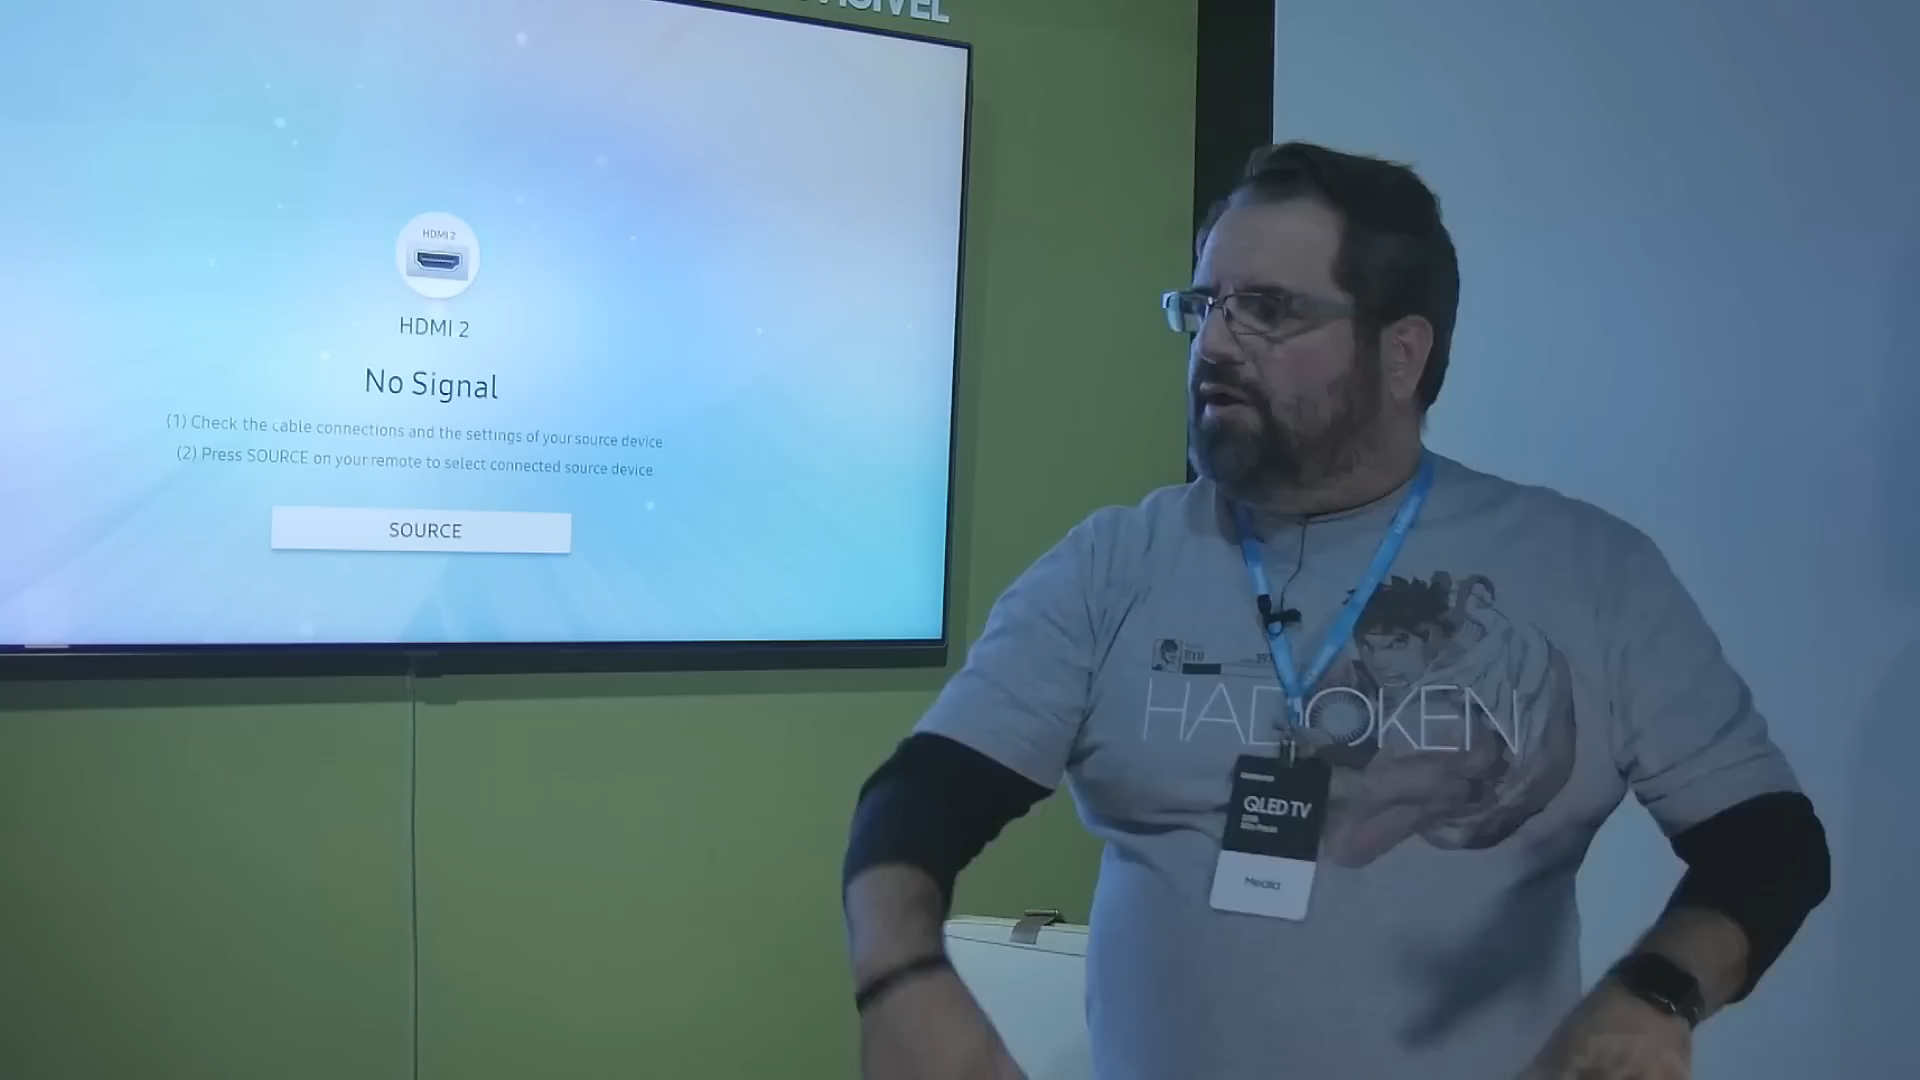 HDMI 2
HDMI 2
No Signal
(1) Check the cable connections and the settings of your source device
(2) Press SOURCE on your remote to select connected source device
SOURCE
RYU
HADOKEN
QLED TV
Media